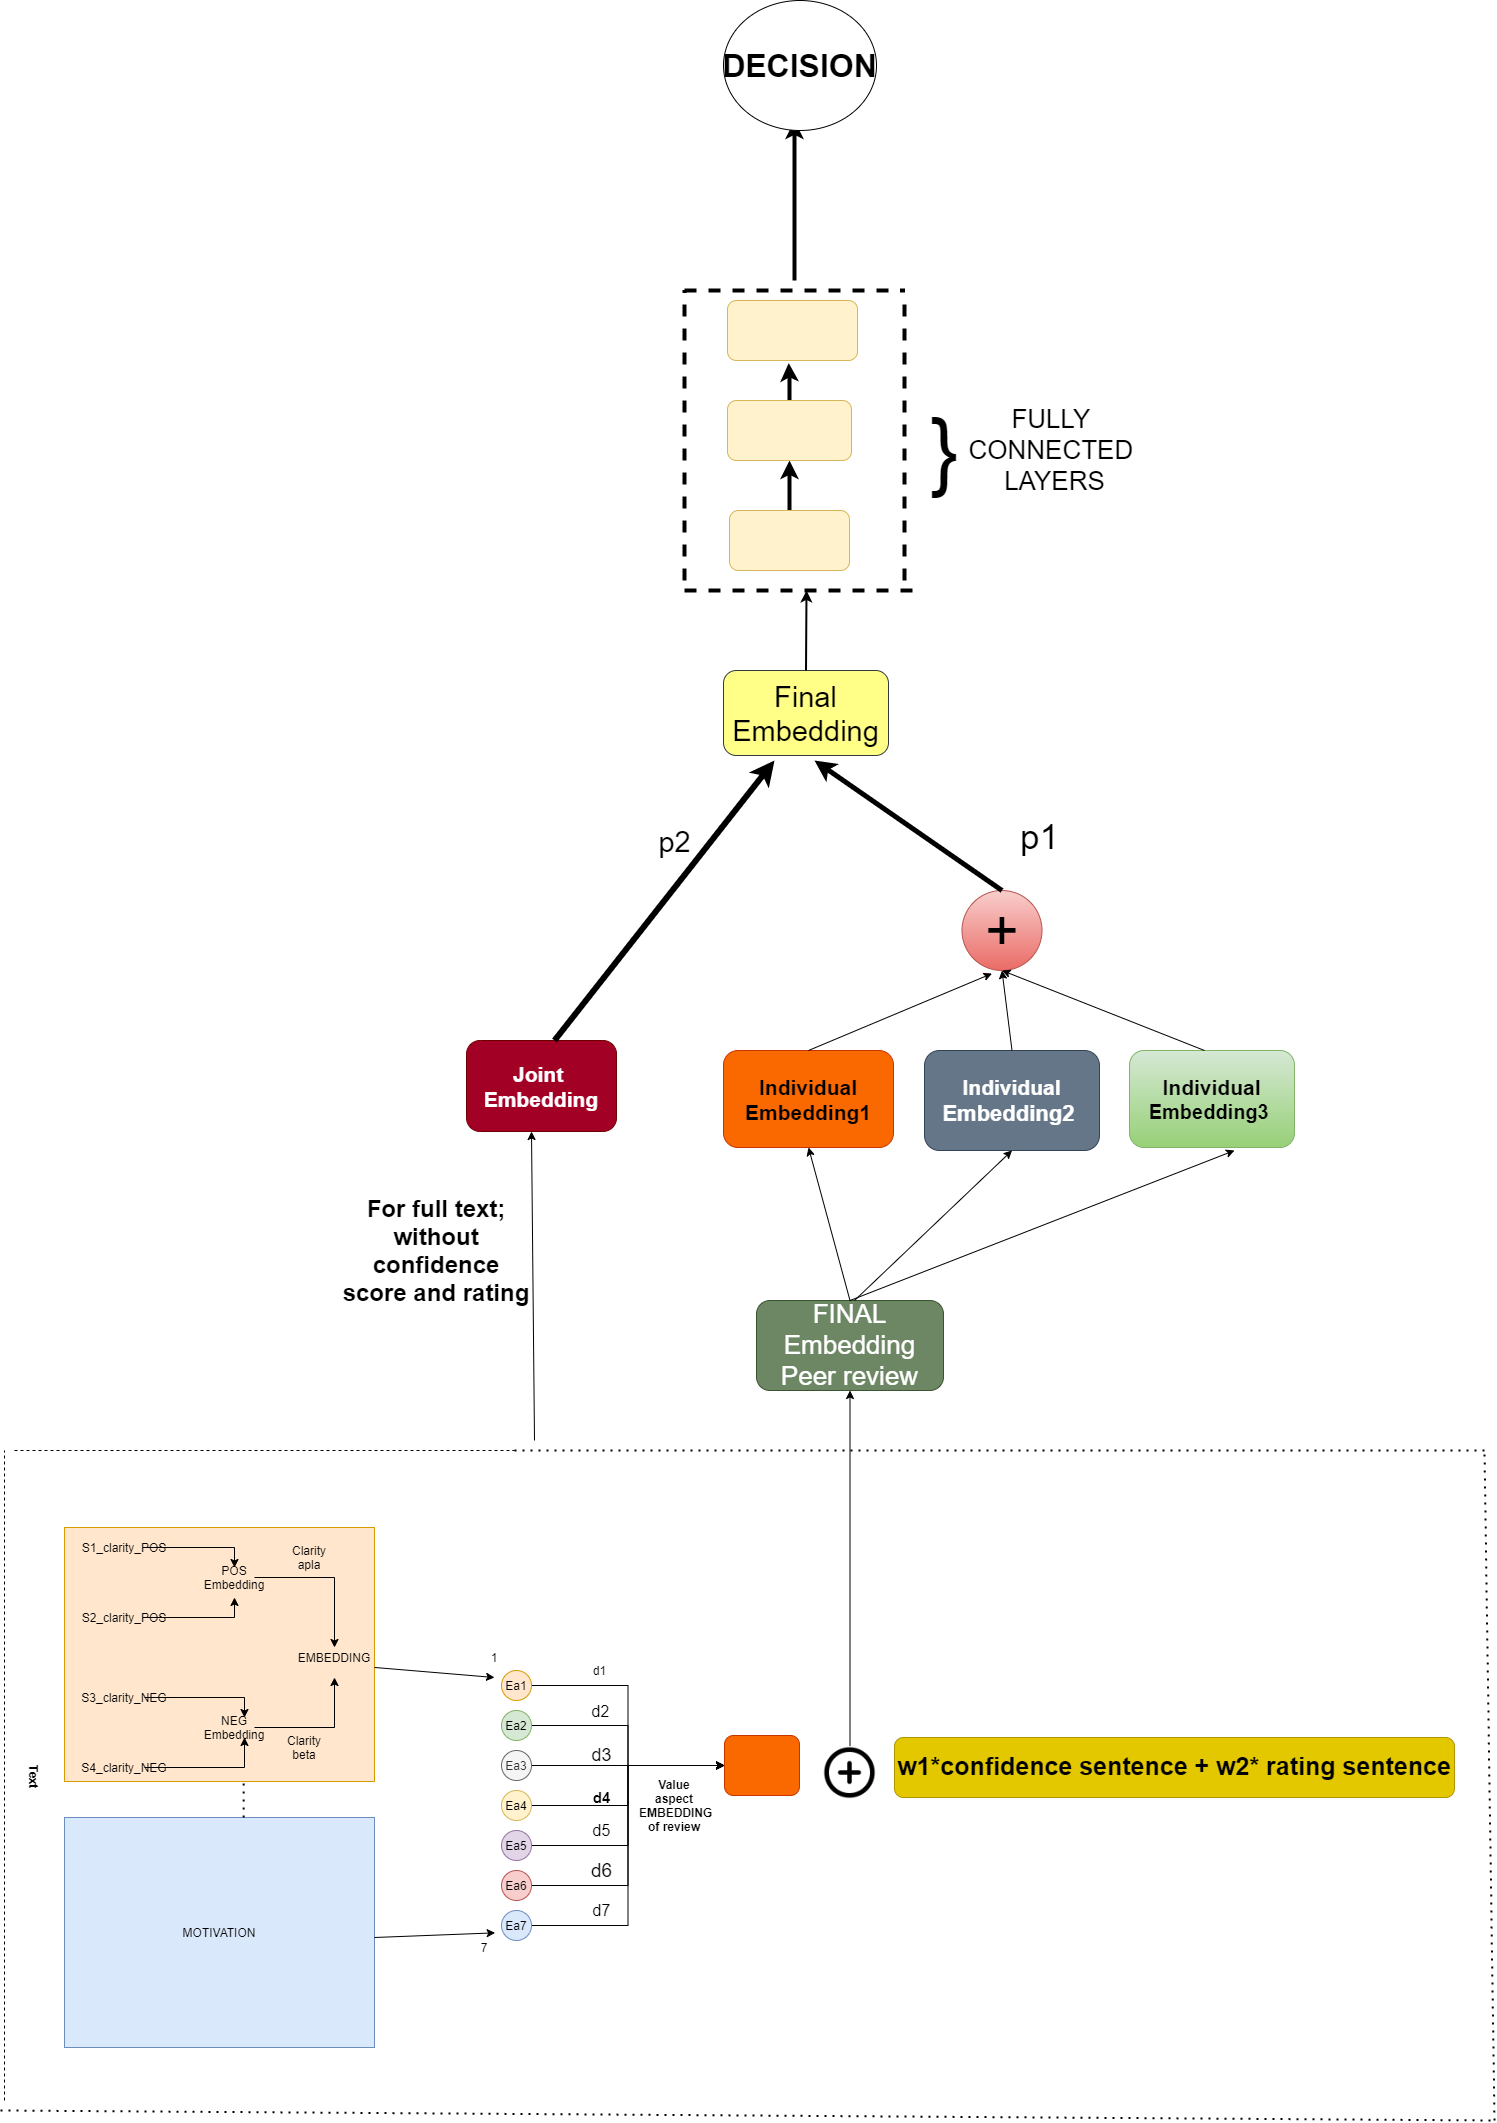 DECISION
FULLY
CONNECTED
LAYERS
}
Final
Embedding
p2
p1
+
Joint
Embedding
Individual
Embedding1
Individual
Embedding2
Individual
Embedding3
For full text;
without
confidence
score and rating
FINAL
Embedding
Peer review
S1_clarity_POS
POS
Embedding
Clarity
apla
S2_clarity_POS
EMBEDDING
S3_clarity_NEG
NEG
Embedding
Clarity
beta
S4_clarity_NEG
Text
MOTIVATION
1
7
Ea1
d1
Ea2
d2
Ea3
d3
Ea4
d4
Ea5
d5
Ea6
d6
Ea7
d7
Value
aspect
EMBEDDING
of review
+
w1*confidence sentence + w2* rating sentence